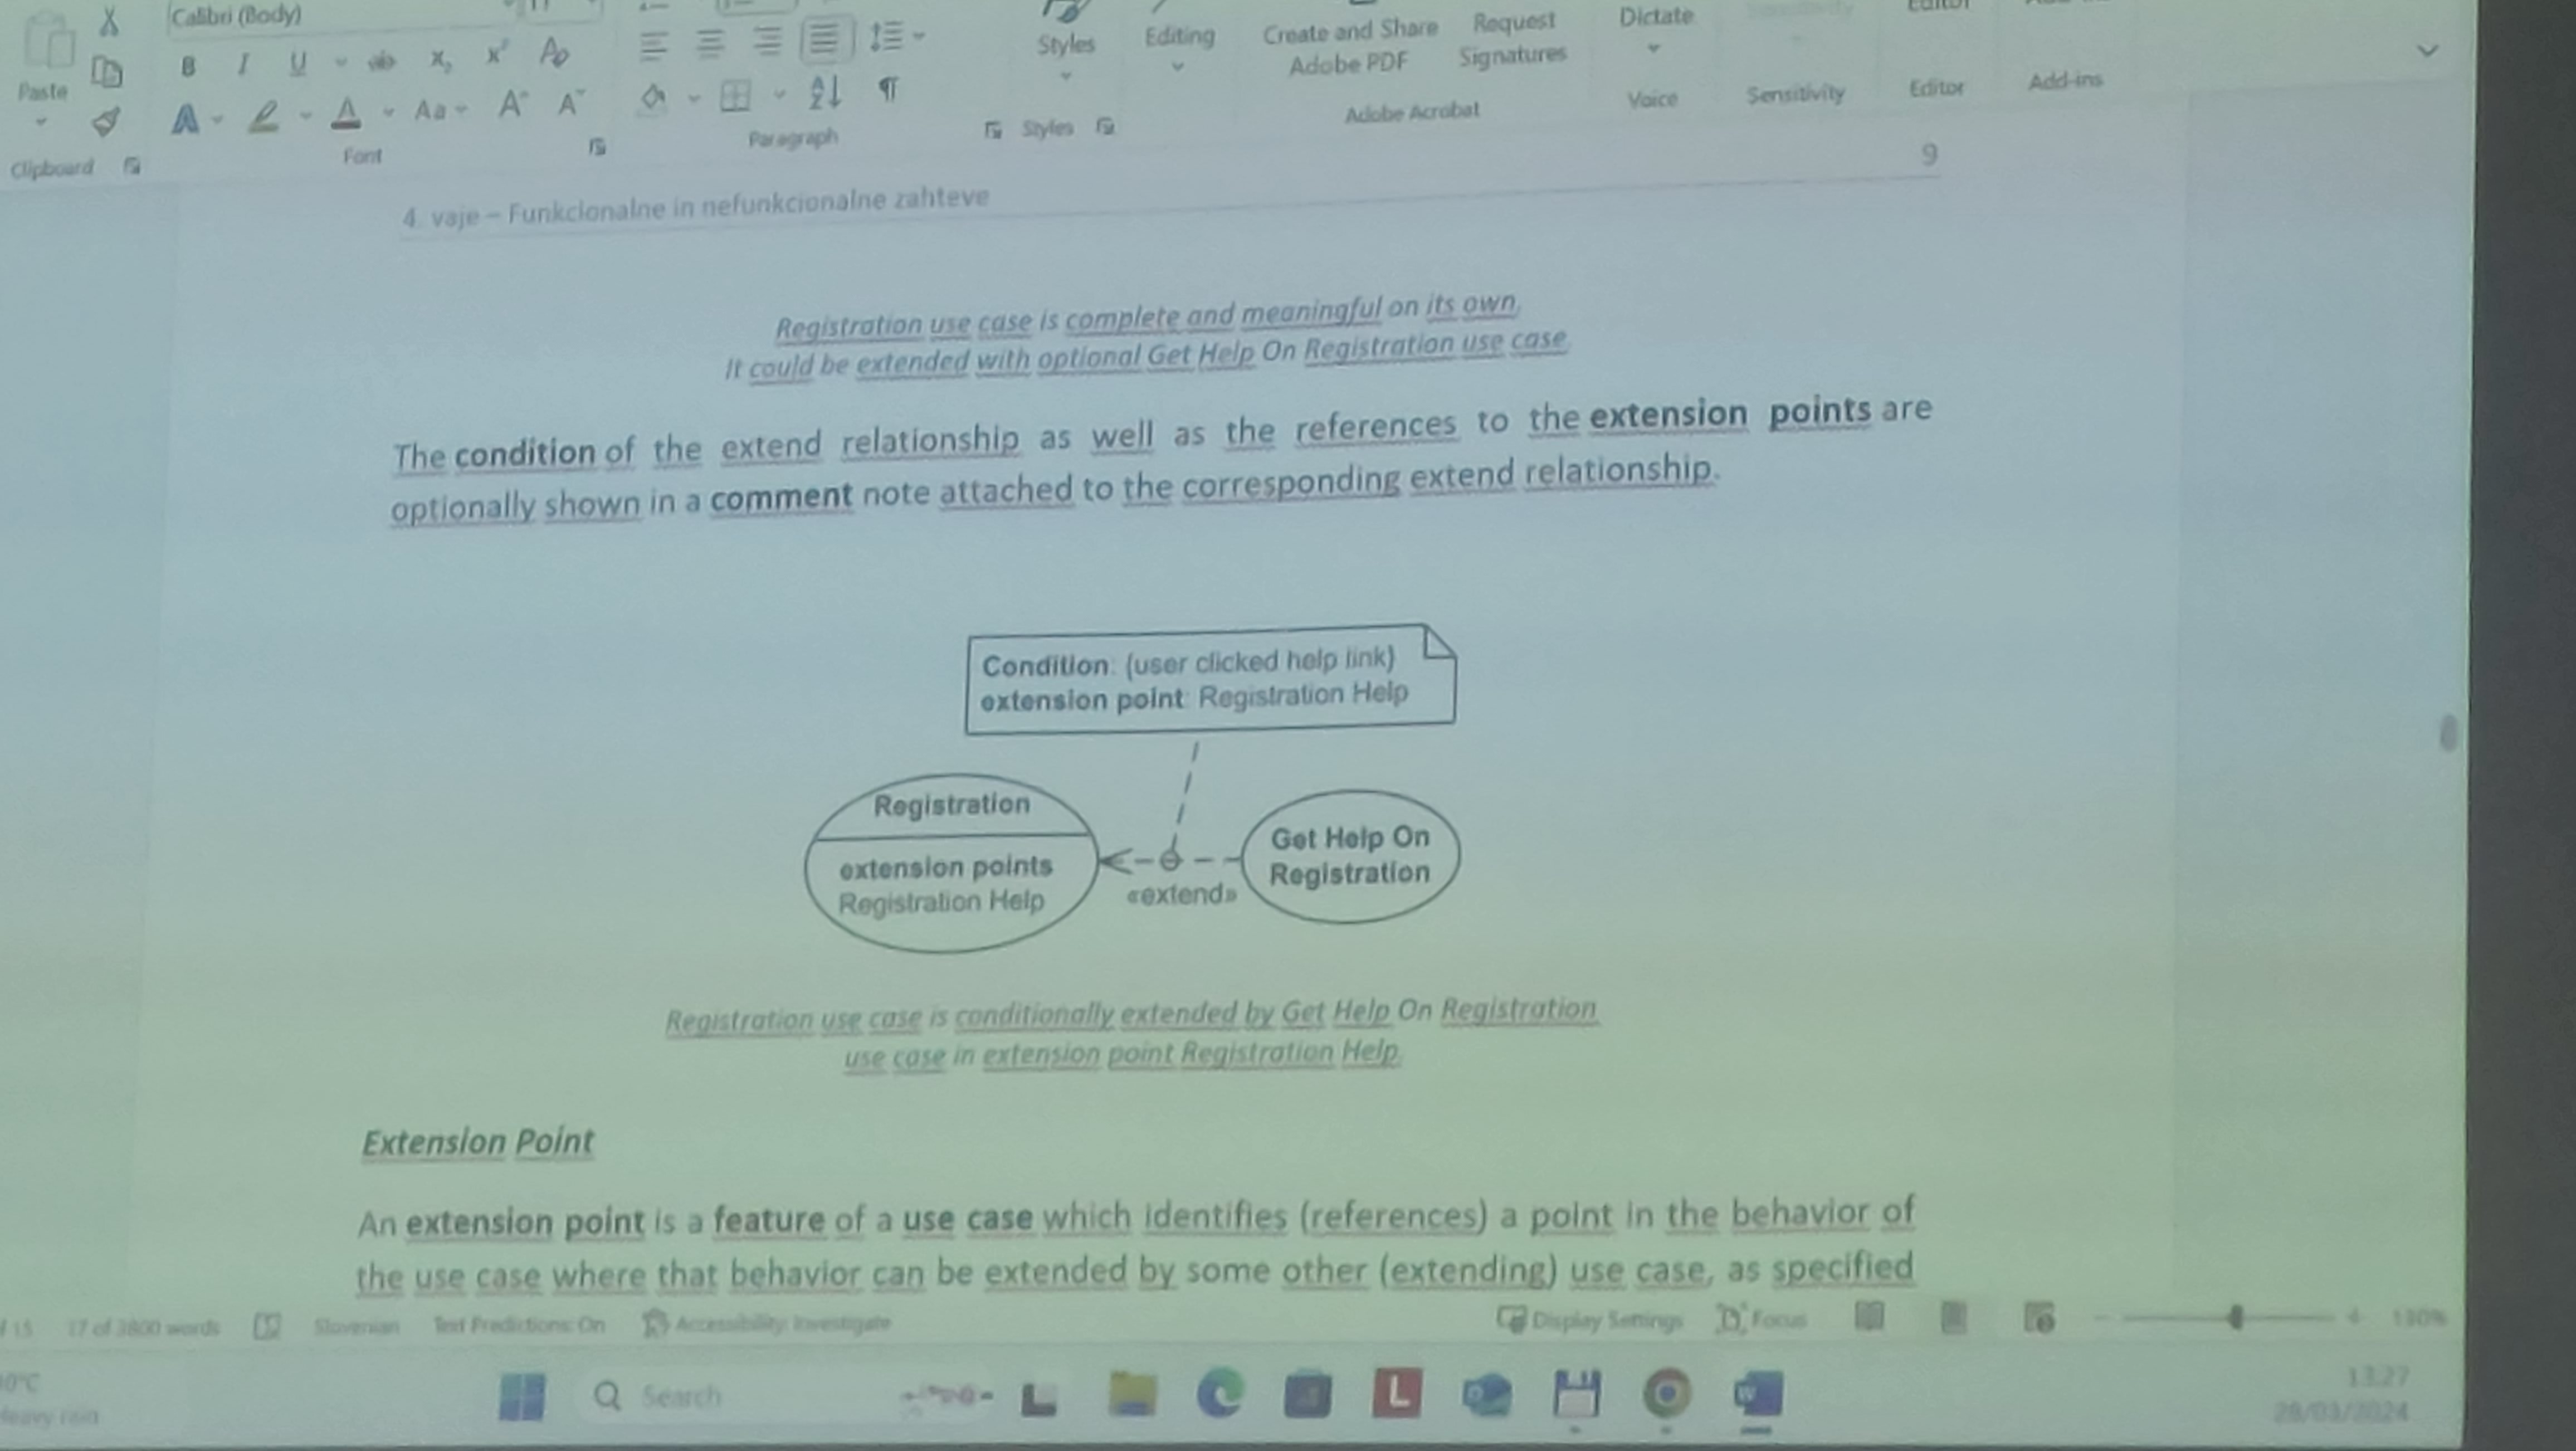 Calibri (Body)
Paste
Clipboard
B I U ab x₂ x²
Aa A A
Font
Paragraph
Styles
Styles
Editing
Create and Share
Adobe PDF
Request
Signatures
Adobe Acrobat
Dictate
Voice
Sensitivity
Editor
Add-ins
9
4. vaje – Funkcionalne in nefunkcionalne zahteve
Registration use case is complete and meaningful on its own.
It could be extended with optional Get Help On Registration use case.
The condition of the extend relationship as well as the references to the extension points are
optionally shown in a comment note attached to the corresponding extend relationship.
Condition: {user clicked help link}
extension point: Registration Help
Registration
extension points
Registration Help
«extend»
Get Help On
Registration
Registration use case is conditionally extended by Get Help On Registration
use case in extension point Registration Help.
Extension Point
An extension point is a feature of a use case which identifies (references) a point in the behavior of
the use case where that behavior can be extended by some other (extending) use case, as specified
15 17 of 3800 words Slovenian Text Predictions: On Accessibility: Investigate Display Settings Focus 130%
0°C
Heavy rain
Search
L
13:27
28/03/2024